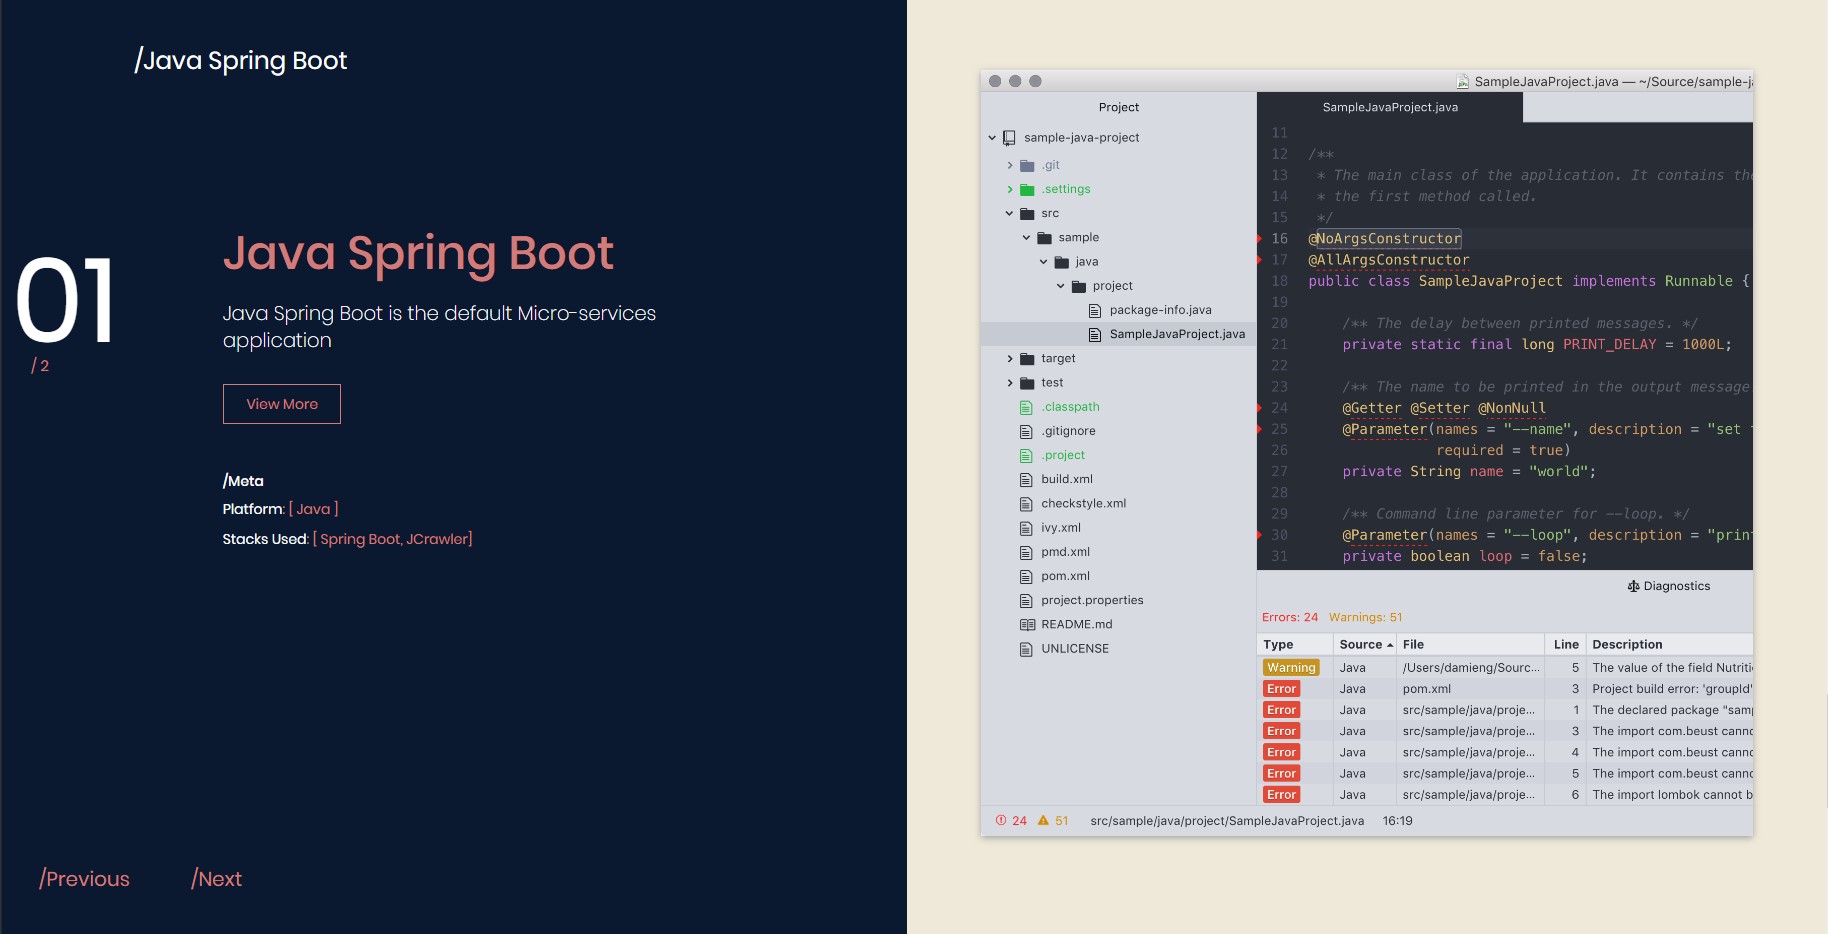 /Java Spring Boot
01
/ 2
Java Spring Boot
Java Spring Boot is the default Micro-services
application
View More
/Meta
Platform: [ Java ]
Stacks Used: [ Spring Boot, JCrawler]
/Previous
/Next
SampleJavaProject.java — ~/Source/sample-j
Project
sample-java-project
.git
.settings
src
sample
java
project
package-info.java
SampleJavaProject.java
target
test
.classpath
.gitignore
.project
build.xml
checkstyle.xml
ivy.xml
pmd.xml
pom.xml
project.properties
README.md
UNLICENSE
SampleJavaProject.java
11
12 /**
13 * The main class of the application. It contains the
14 * the first method called.
15 */
16 @NoArgsConstructor
17 @AllArgsConstructor
18 public class SampleJavaProject implements Runnable {
19
20 /** The delay between printed messages. */
21 private static final long PRINT_DELAY = 1000L;
22
23 /** The name to be printed in the output message
24 @Getter @Setter @NonNull
25 @Parameter(names = "--name", description = "set
26 required = true)
27 private String name = "world";
28
29 /** Command line parameter for --loop. */
30 @Parameter(names = "--loop", description = "prin
31 private boolean loop = false;
Diagnostics
Errors: 24 Warnings: 51
Type Source File Line Description
Warning Java /Users/damieng/Sourc... 5 The value of the field Nutriti
Error Java pom.xml 3 Project build error: 'groupId'
Error Java src/sample/java/proje... 1 The declared package "sam
Error Java src/sample/java/proje... 3 The import com.beust canno
Error Java src/sample/java/proje... 4 The import com.beust canno
Error Java src/sample/java/proje... 5 The import com.beust canno
Error Java src/sample/java/proje... 6 The import lombok cannot b
24 51 src/sample/java/project/SampleJavaProject.java 16:19